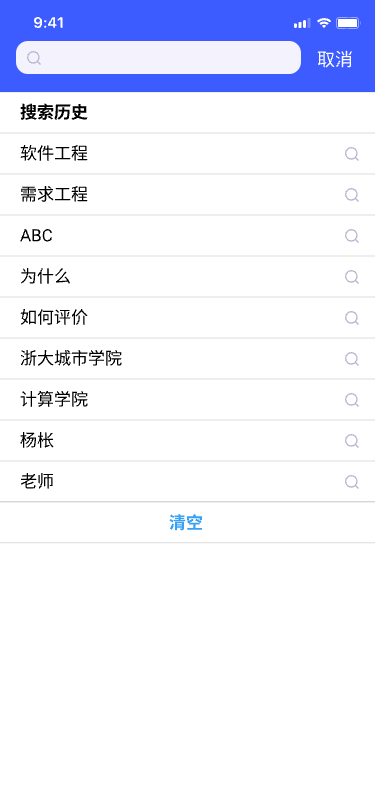 9:41
取消
搜索历史
软件工程
需求工程
ABC
为什么
如何评价
浙大城市学院
计算学院
杨枨
老师
清空